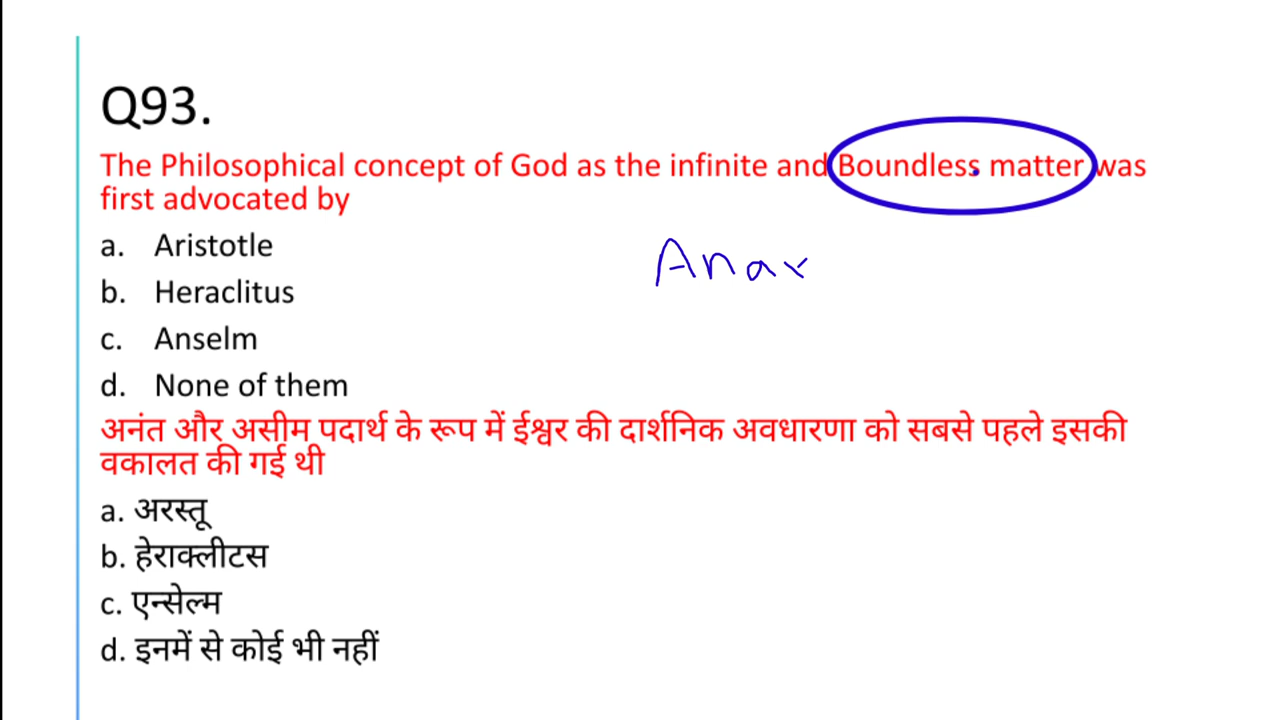 Q93.
The Philosophical concept of God as the infinite and Boundless matter was
first advocated by
Anax
a. Aristotle
b. Heraclitus
c. Anselm
d. None of them
अनंत और असीम पदार्थ के रूप में ईश्वर की दार्शनिक अवधारणा को सबसे पहले इसकी
वकालत की गई थी
a. अरस्तू
b. हेराक्लीटस
c. एन्सेल्म
d. इनमें से कोई भी नहीं